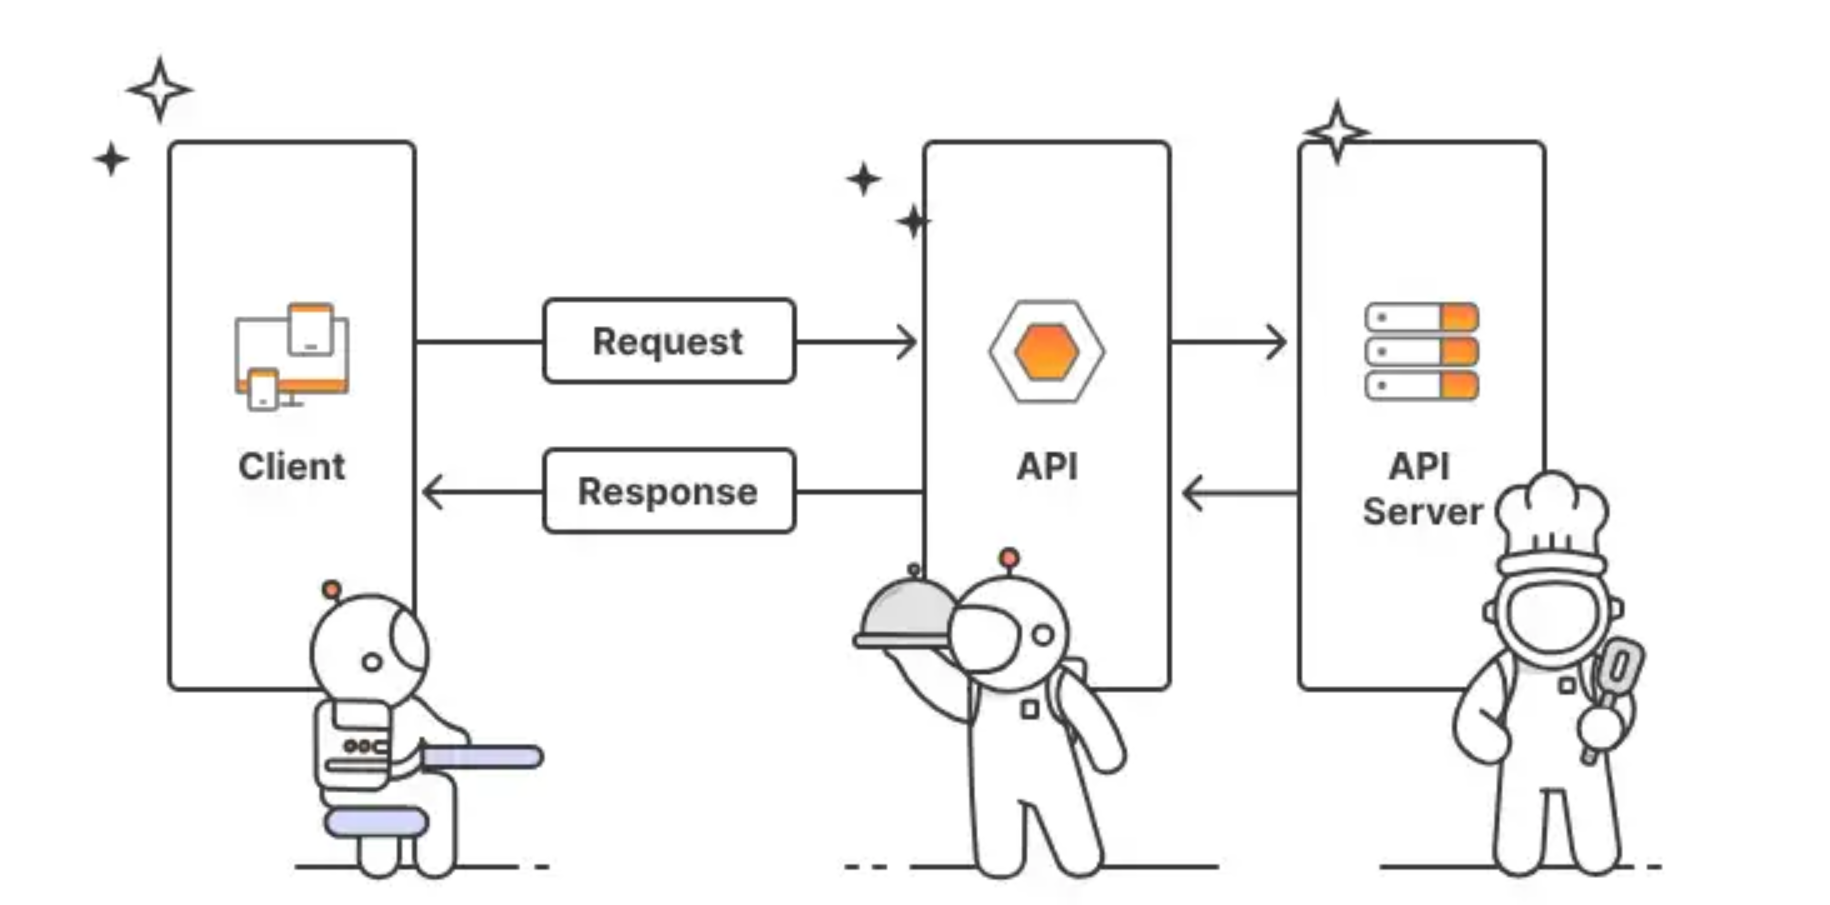 Request
Client
Response
API
API
Server